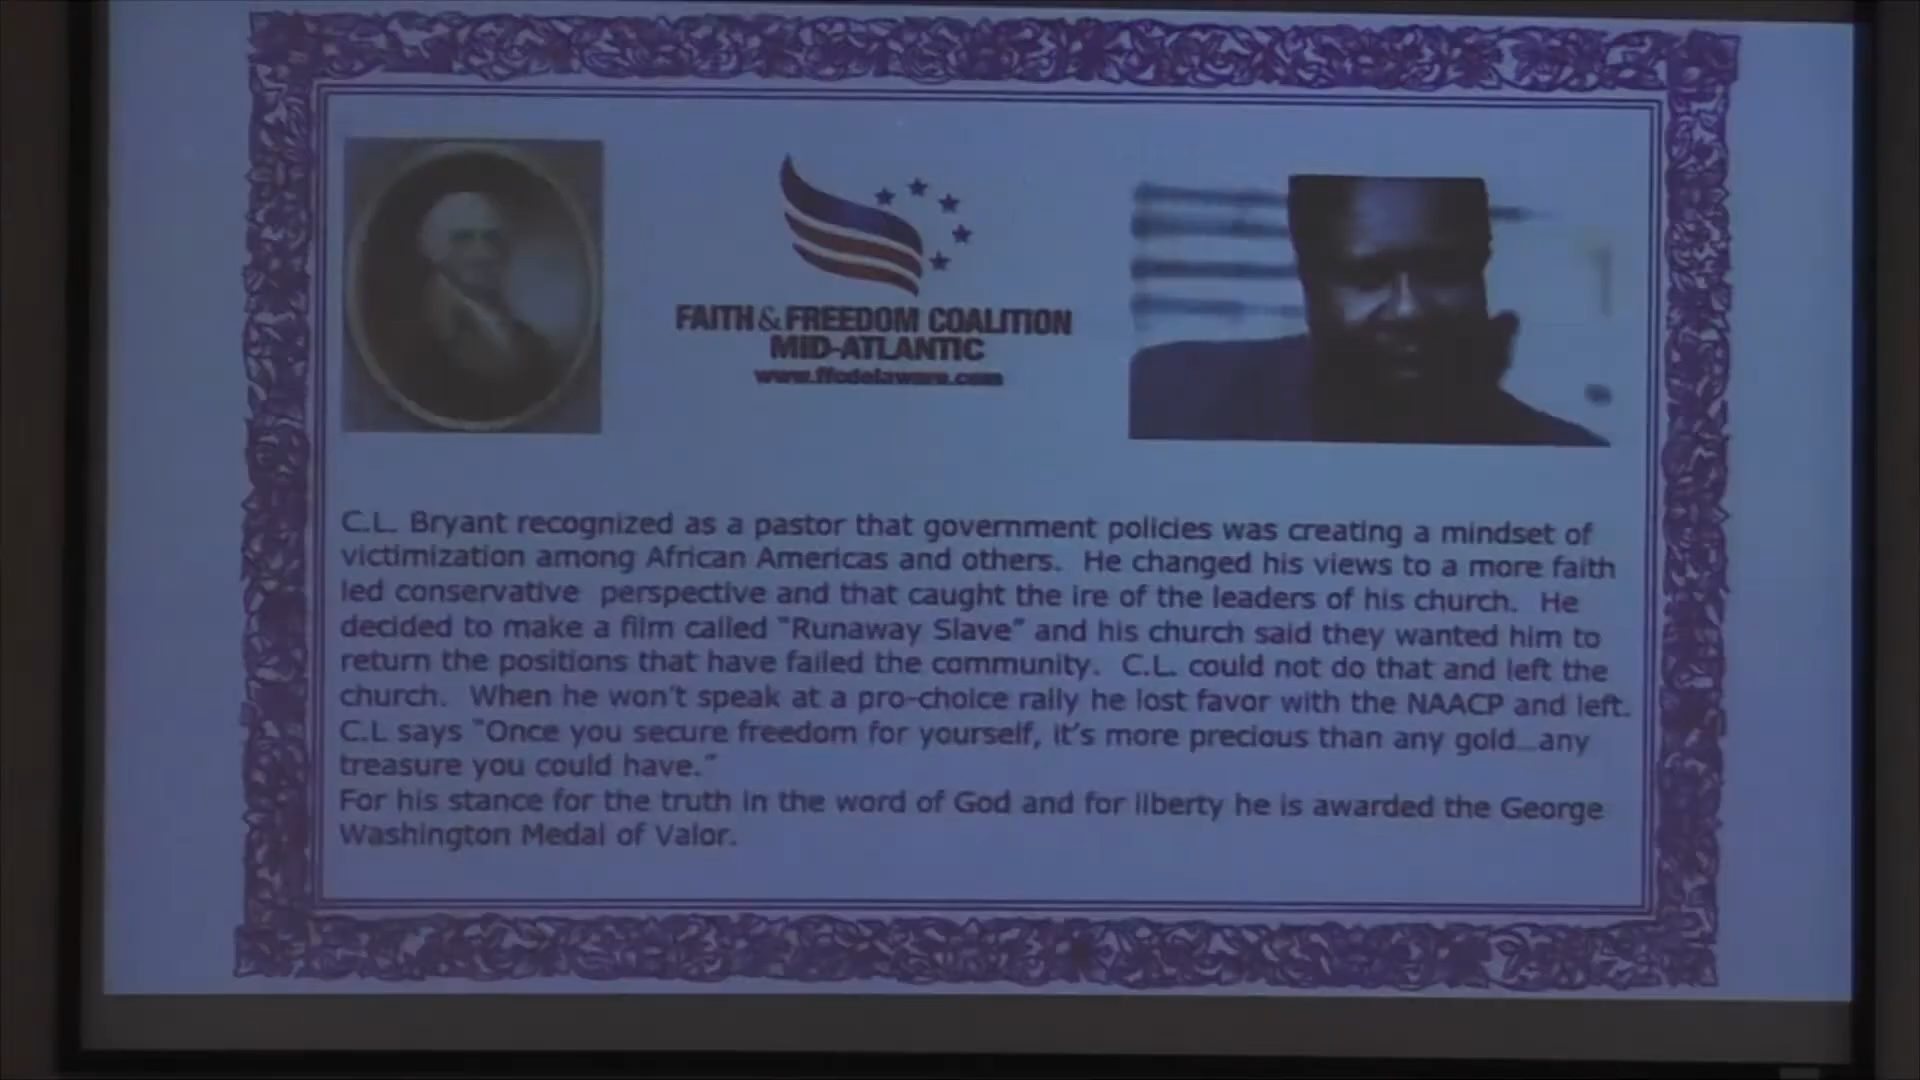 FAITH & FREEDOM COALITION
MID-ATLANTIC
www.ffcdelaware.com
C.L. Bryant recognized as a pastor that government policies was creating a mindset of
victimization among African Americas and others. He changed his views to a more faith
led conservative perspective and that caught the ire of the leaders of his church. He
decided to make a film called "Runaway Slave" and his church said they wanted him to
return the positions that have failed the community. C.L. could not do that and left the
church. When he won't speak at a pro-choice rally he lost favor with the NAACP and left.
C.L says "Once you secure freedom for yourself, it's more precious than any gold...any
treasure you could have."
For his stance for the truth in the word of God and for liberty he is awarded the George
Washington Medal of Valor.